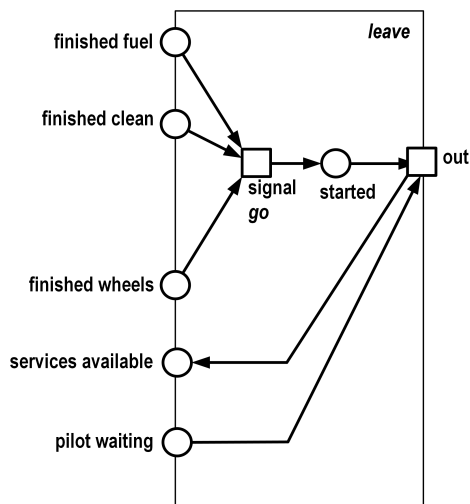 finished fuel
leave
finished clean
out
signal
go
started
finished wheels
services available
pilot waiting